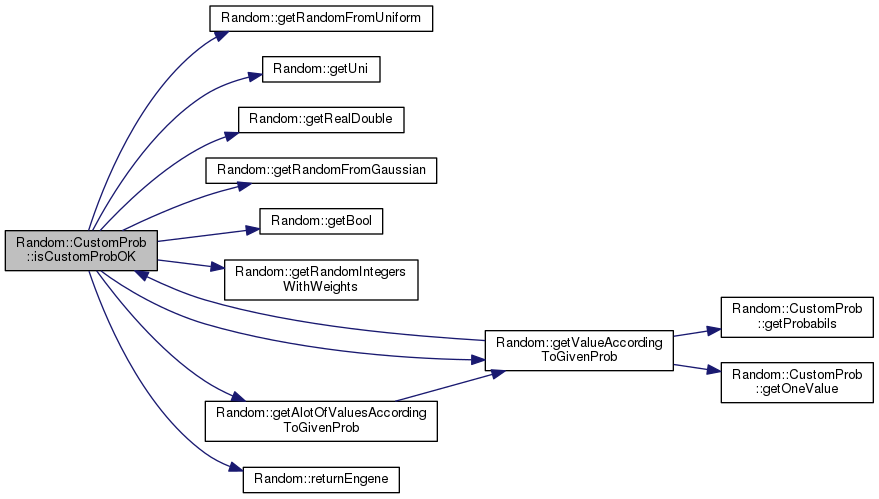 Random::getRandomFromUniform
Random::getUni
Random::getRealDouble
Random::getRandomFromGaussian
Random::getBool
Random::CustomProb
::isCustomProbOK
Random::getRandomIntegers
WithWeights
Random::getValueAccording
ToGivenProb
Random::CustomProb
::getProbabils
Random::CustomProb
::getOneValue
Random::getAlotOfValuesAccording
ToGivenProb
Random::returnEngene